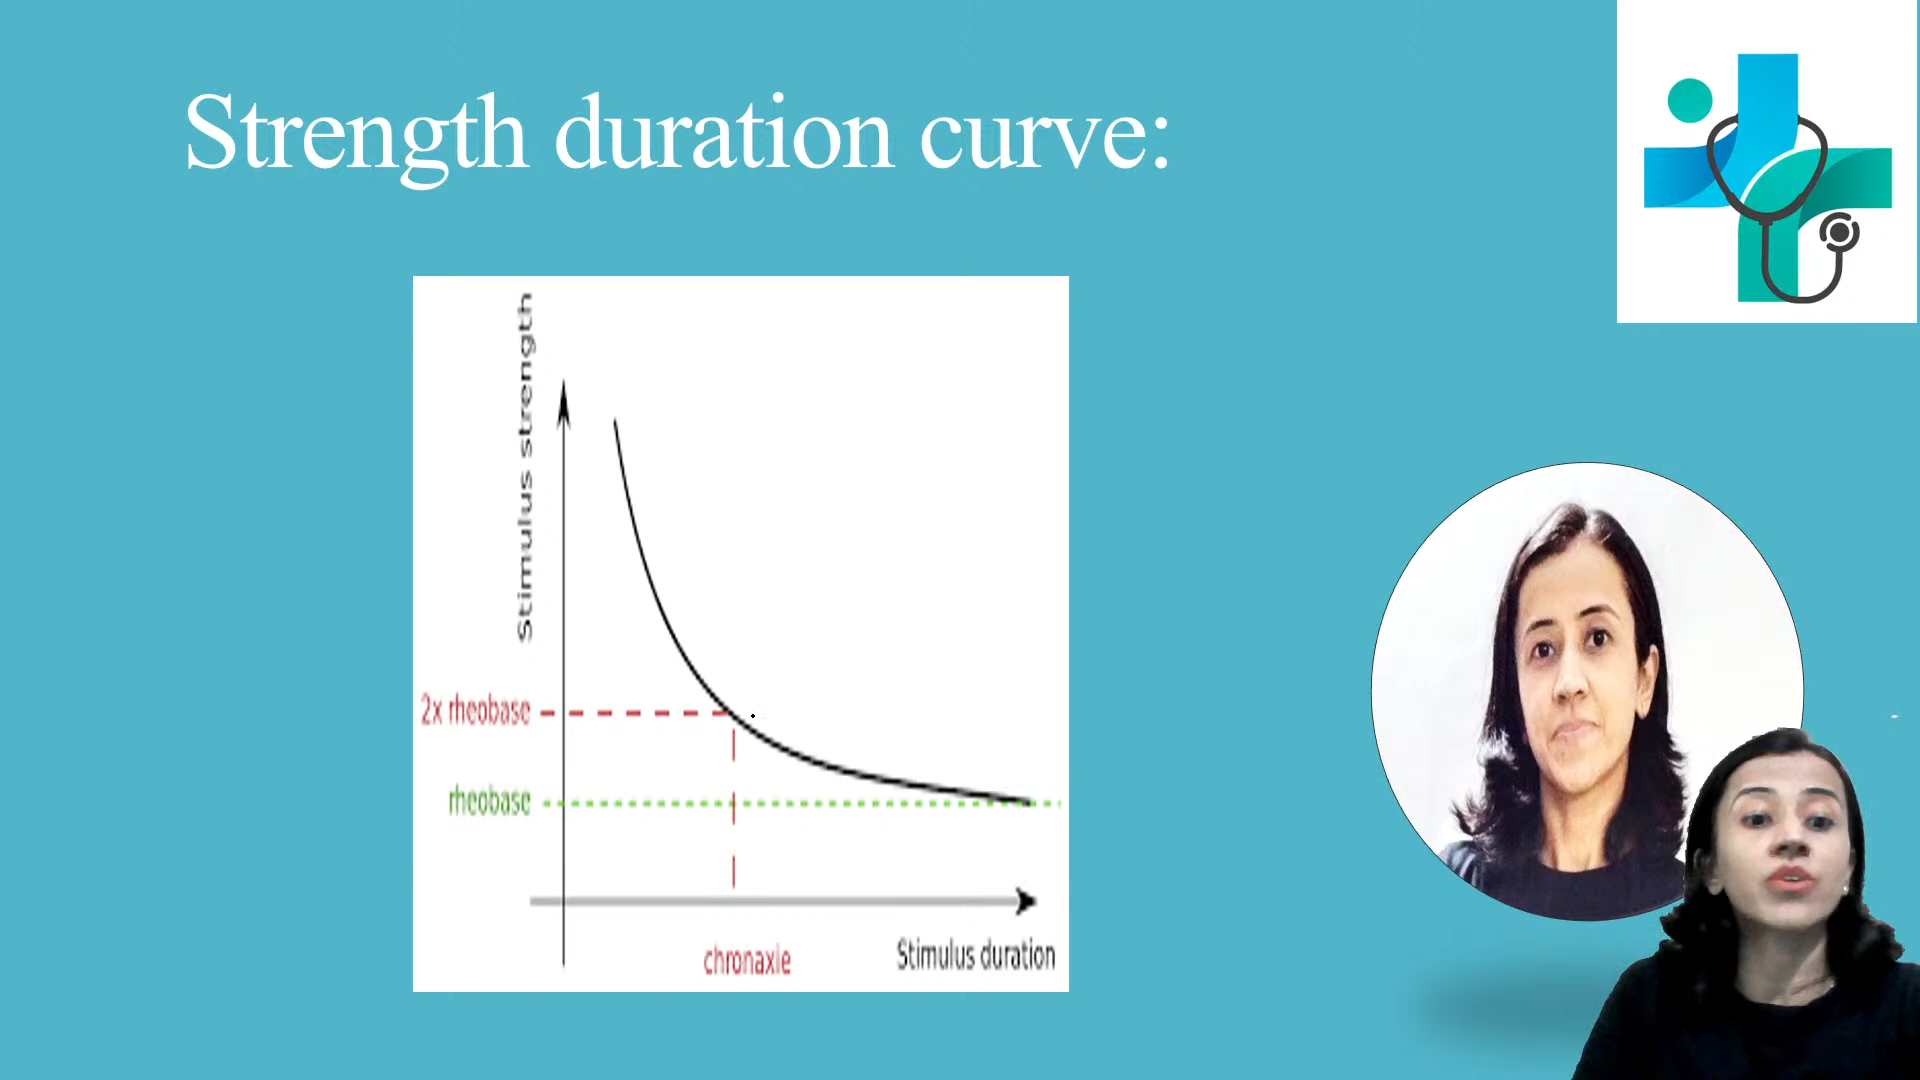 Strength duration curve:
Stimulus strength
2x rheobase
rheobase
chronaxie
Stimulus duration